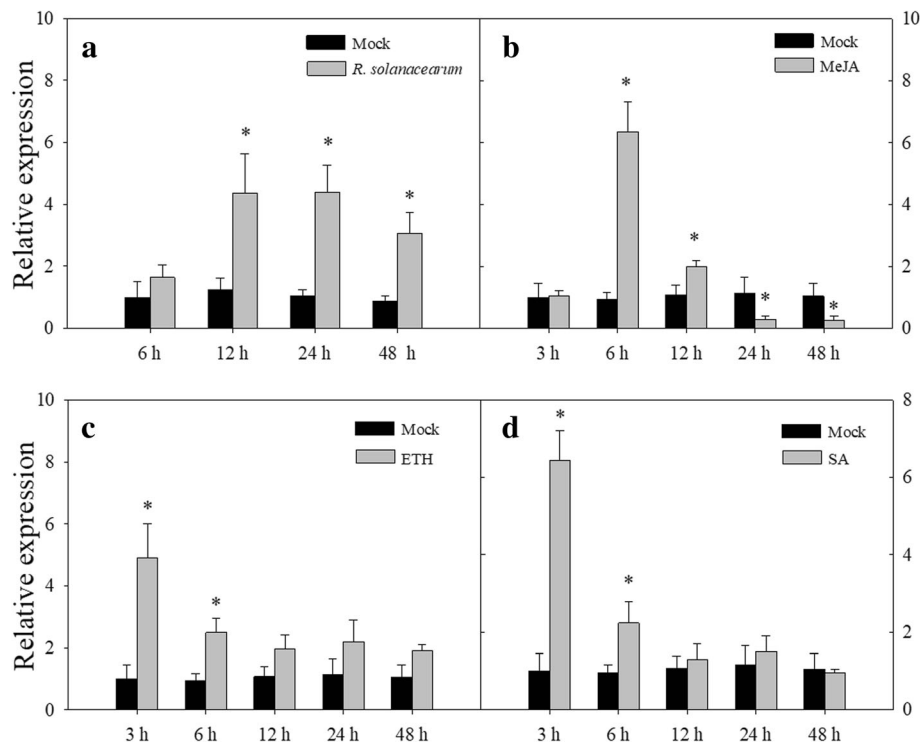 10
8
6
4
2
0
Relative expression
a
Mock
R. solanacearum
*
*
*
6 h
12 h
24 h
48 h
b
Mock
MeJA
*
*
*
*
3 h
6 h
12 h
24 h
48 h
10
8
6
4
2
0
10
8
6
4
2
0
Relative expression
c
Mock
ETH
*
*
3 h
6 h
12 h
24 h
48 h
d
Mock
SA
*
*
3 h
6 h
12 h
24 h
48 h
8
6
4
2
0